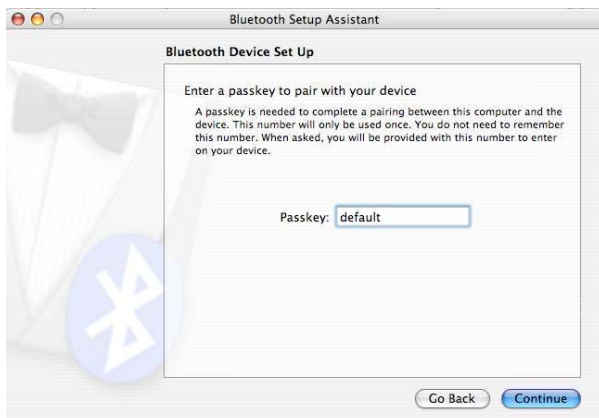 Bluetooth Setup Assistant
Bluetooth Device Set Up
Enter a passkey to pair with your device
A passkey is needed to complete a pairing between this computer and the
device. This number will only be used once. You do not need to remember
this number. When asked, you will be provided with this number to enter
on your device.
Passkey: default
Go Back Continue